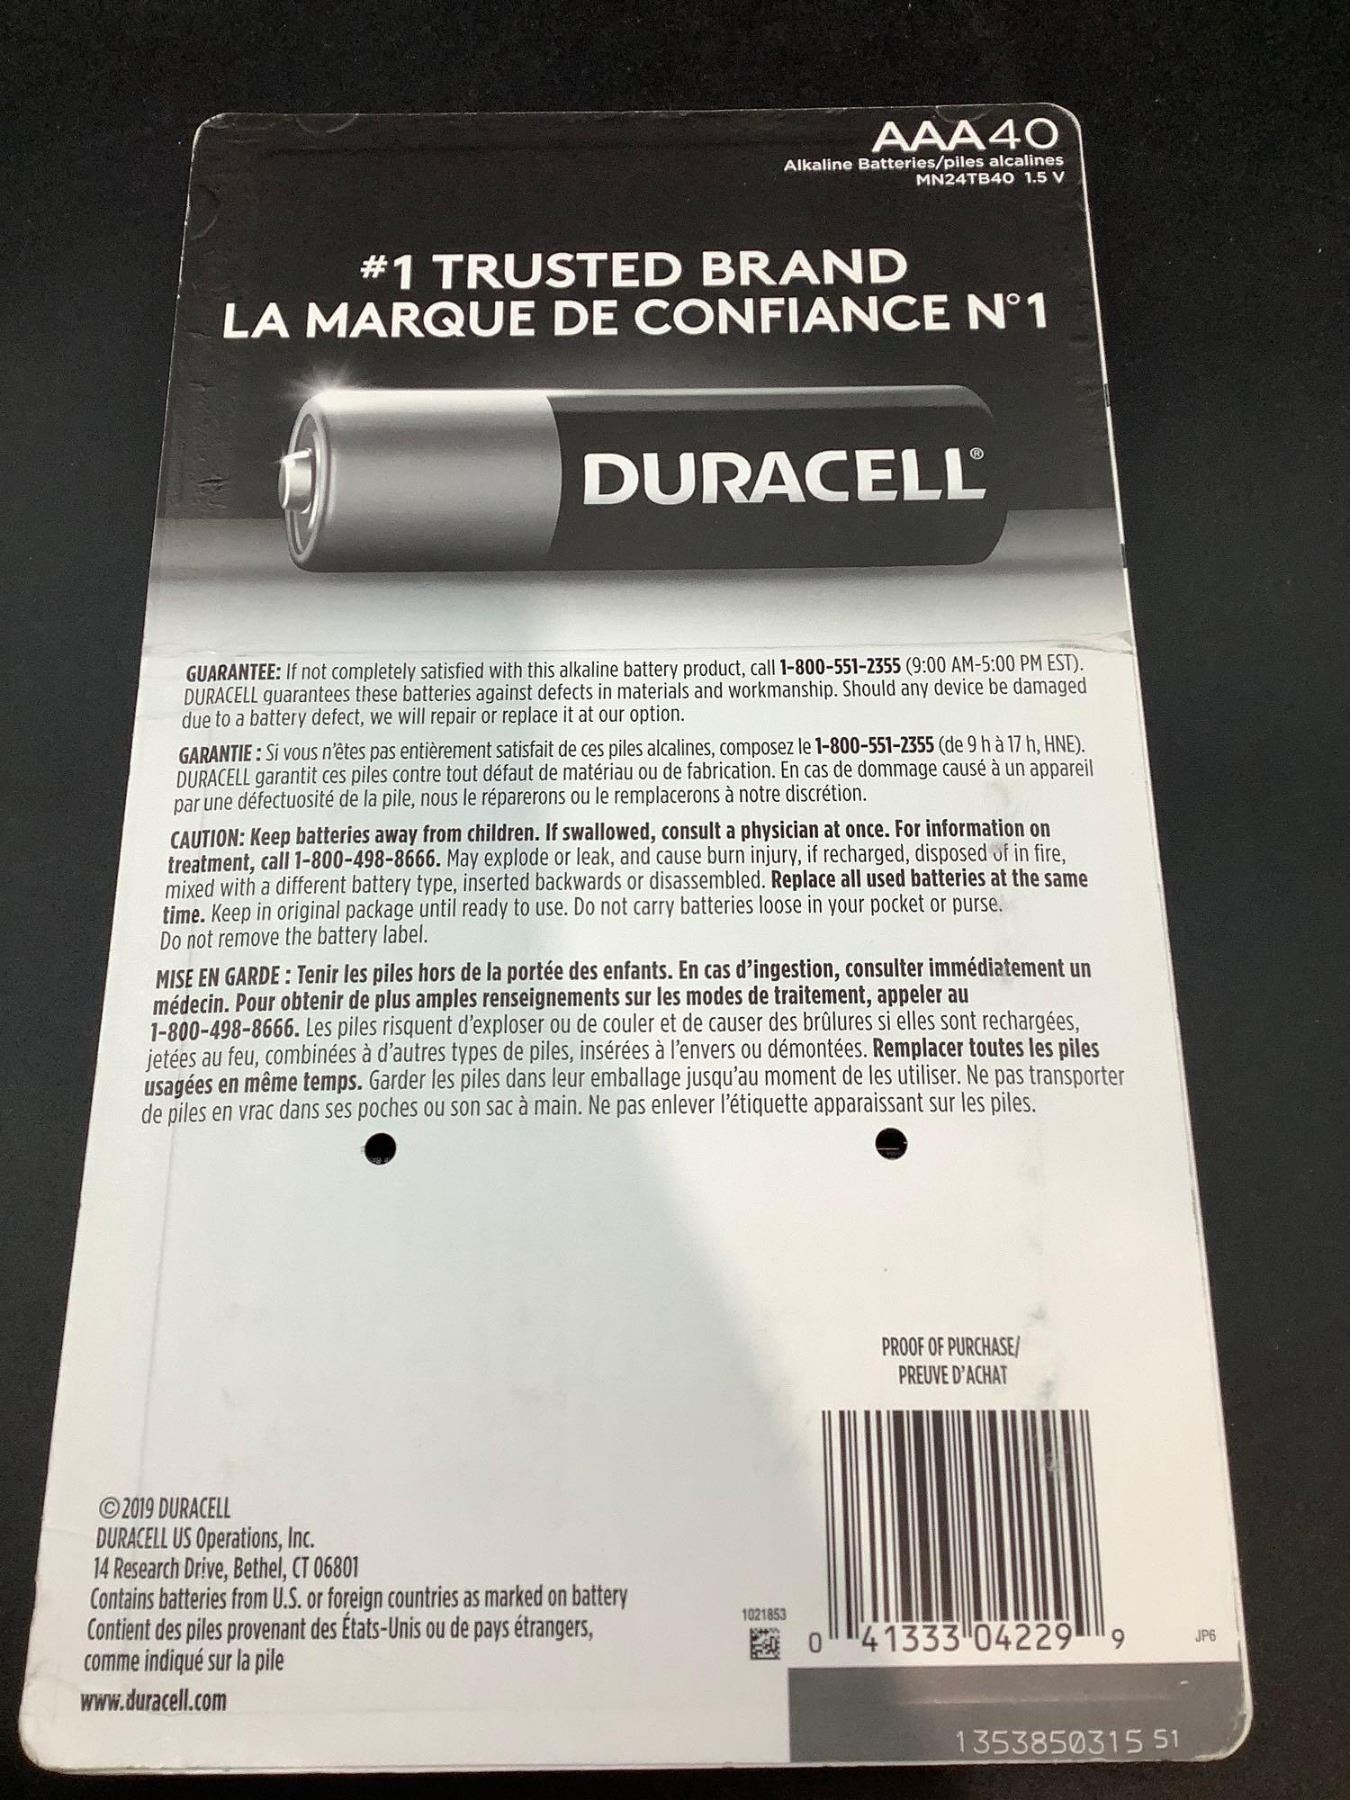 AAA40
Alkaline Batteries/piles alcalines
MN24TB40 1.5 V
#1 TRUSTED BRAND
LA MARQUE DE CONFIANCE N°1
DURACELL®
GUARANTEE: If not completely satisfied with this alkaline battery product, call 1-800-551-2355 (9:00 AM-5:00 PM EST).
DURACELL guarantees these batteries against defects in materials and workmanship. Should any device be damaged
due to a battery defect, we will repair or replace it at our option.
GARANTIE : Si vous n'êtes pas entièrement satisfait de ces piles alcalines, composez le 1-800-551-2355 (de 9 h à 17 h, HNE).
DURACELL garantit ces piles contre tout défaut de matériau ou de fabrication. En cas de dommage causé à un appareil
par une défectuosité de la pile, nous le réparerons ou le remplacerons à notre discrétion.
CAUTION: Keep batteries away from children. If swallowed, consult a physician at once. For information on
treatment, call 1-800-498-8666. May explode or leak, and cause burn injury, if recharged, disposed of in fire,
mixed with a different battery type, inserted backwards or disassembled. Replace all used batteries at the same
time. Keep in original package until ready to use. Do not carry batteries loose in your pocket or purse.
Do not remove the battery label.
MISE EN GARDE : Tenir les piles hors de la portée des enfants. En cas d'ingestion, consulter immédiatement un
médecin. Pour obtenir de plus amples renseignements sur les modes de traitement, appeler au
1-800-498-8666. Les piles risquent d'exploser ou de couler et de causer des brûlures si elles sont rechargées,
jetées au feu, combinées à d'autres types de piles, insérées à l'envers ou démontées. Remplacer toutes les piles
usagées en même temps. Garder les piles dans leur emballage jusqu'au moment de les utiliser. Ne pas transporter
de piles en vrac dans ses poches ou son sac à main. Ne pas enlever l'étiquette apparaissant sur les piles.
PROOF OF PURCHASE/
PREUVE D'ACHAT
©2019 DURACELL
DURACELL US Operations, Inc.
14 Research Drive, Bethel, CT 06801
Contains batteries from U.S. or foreign countries as marked on battery
Contient des piles provenant des États-Unis ou de pays étrangers,
comme indiqué sur la pile
www.duracell.com
1021853
0 41333 04229 9
JP6
1353850315 51